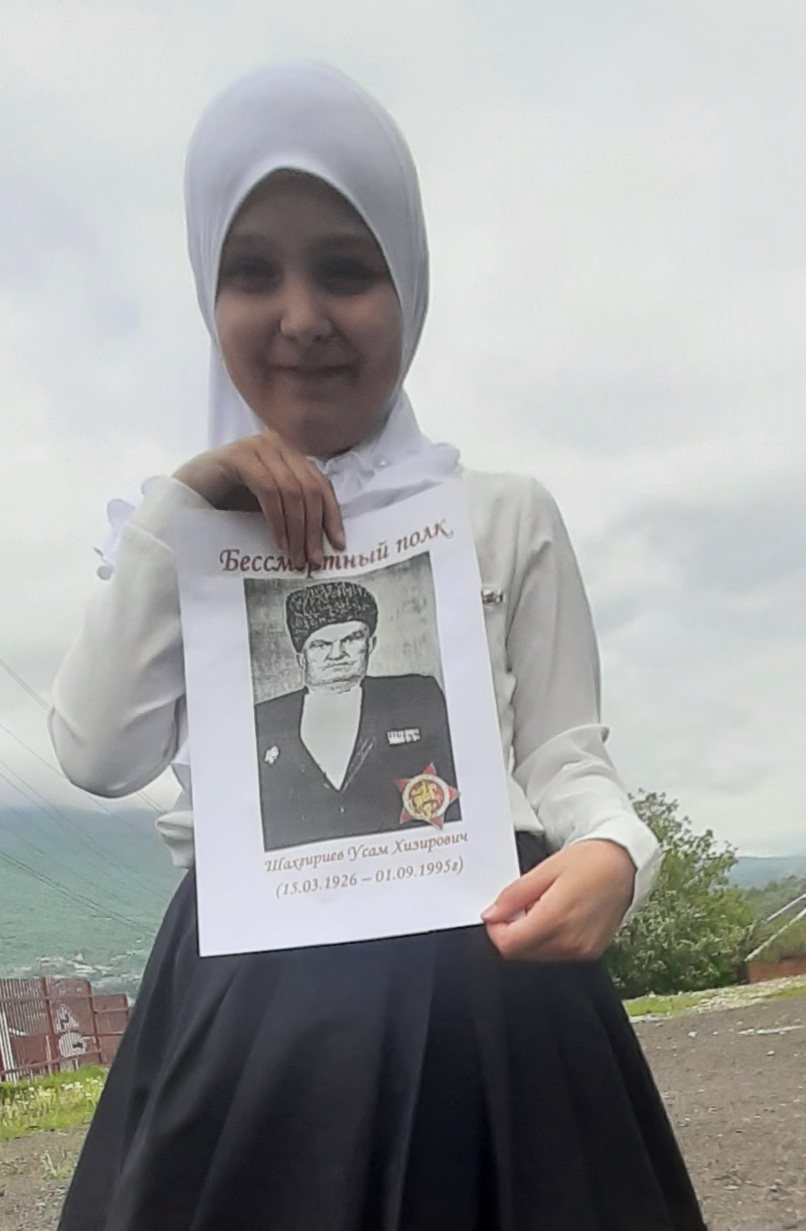 Бессмертный полк.
Шахгириев Усам Хизирович
(15.03.1926 – 01.09.1995г)